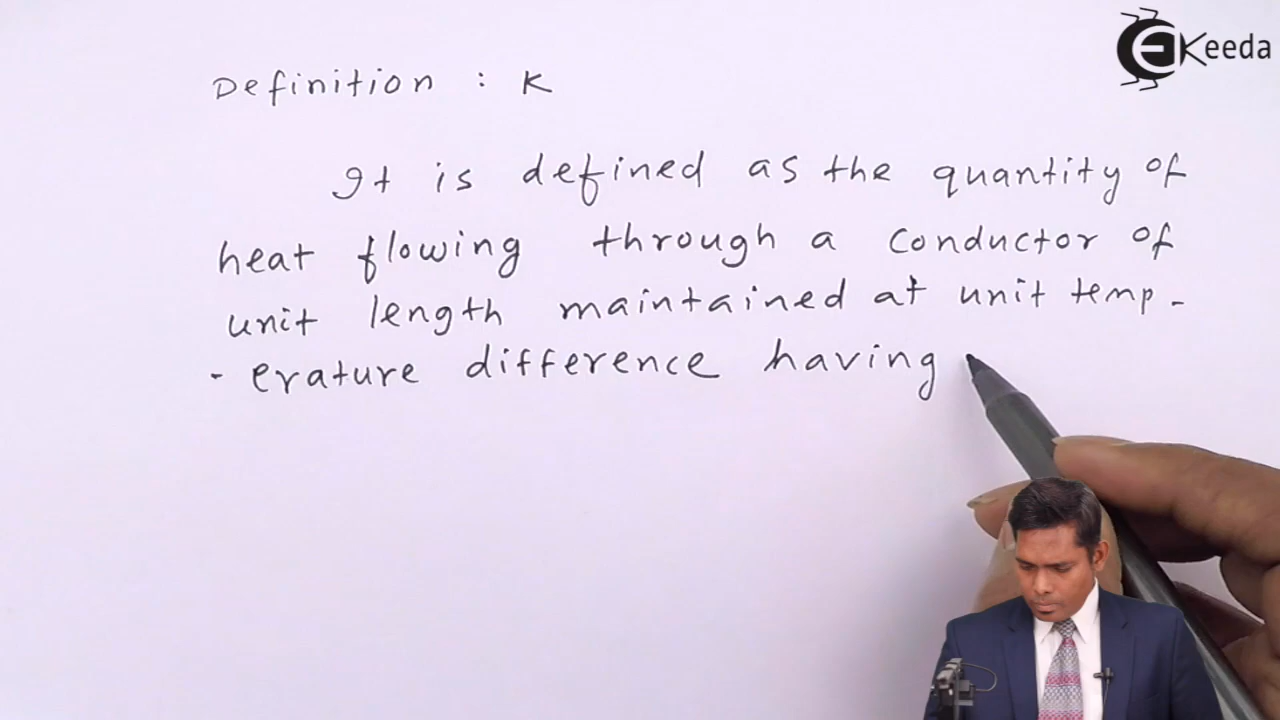 EKeeda
Definition : K
It is defined as the quantity of
heat flowing through a conductor of
unit length maintained at unit temp-
- erature difference having